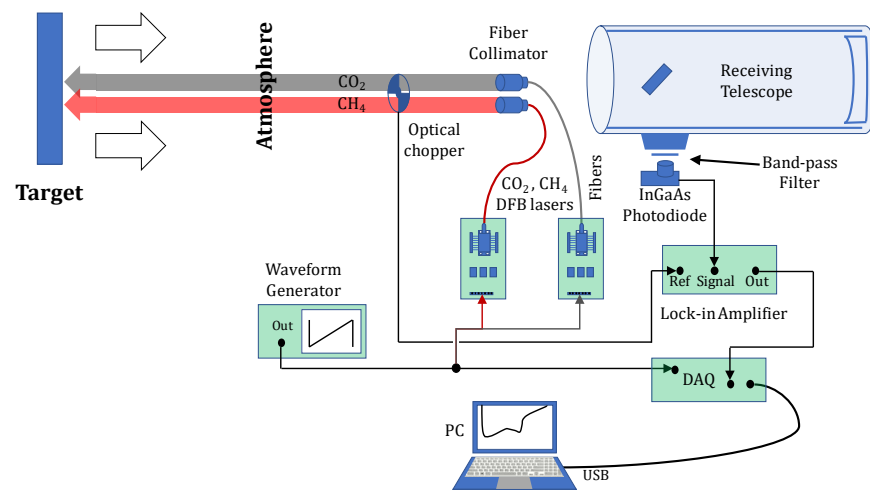 Target
Atmosphere
CO₂
CH₄
Fiber
Collimator
Optical
chopper
Receiving
Telescope
Band-pass
Filter
InGaAs
Photodiode
CO₂, CH₄
DFB lasers
Fibers
Waveform
Generator
Out
Ref Signal Out
Lock-in Amplifier
DAQ
PC
USB